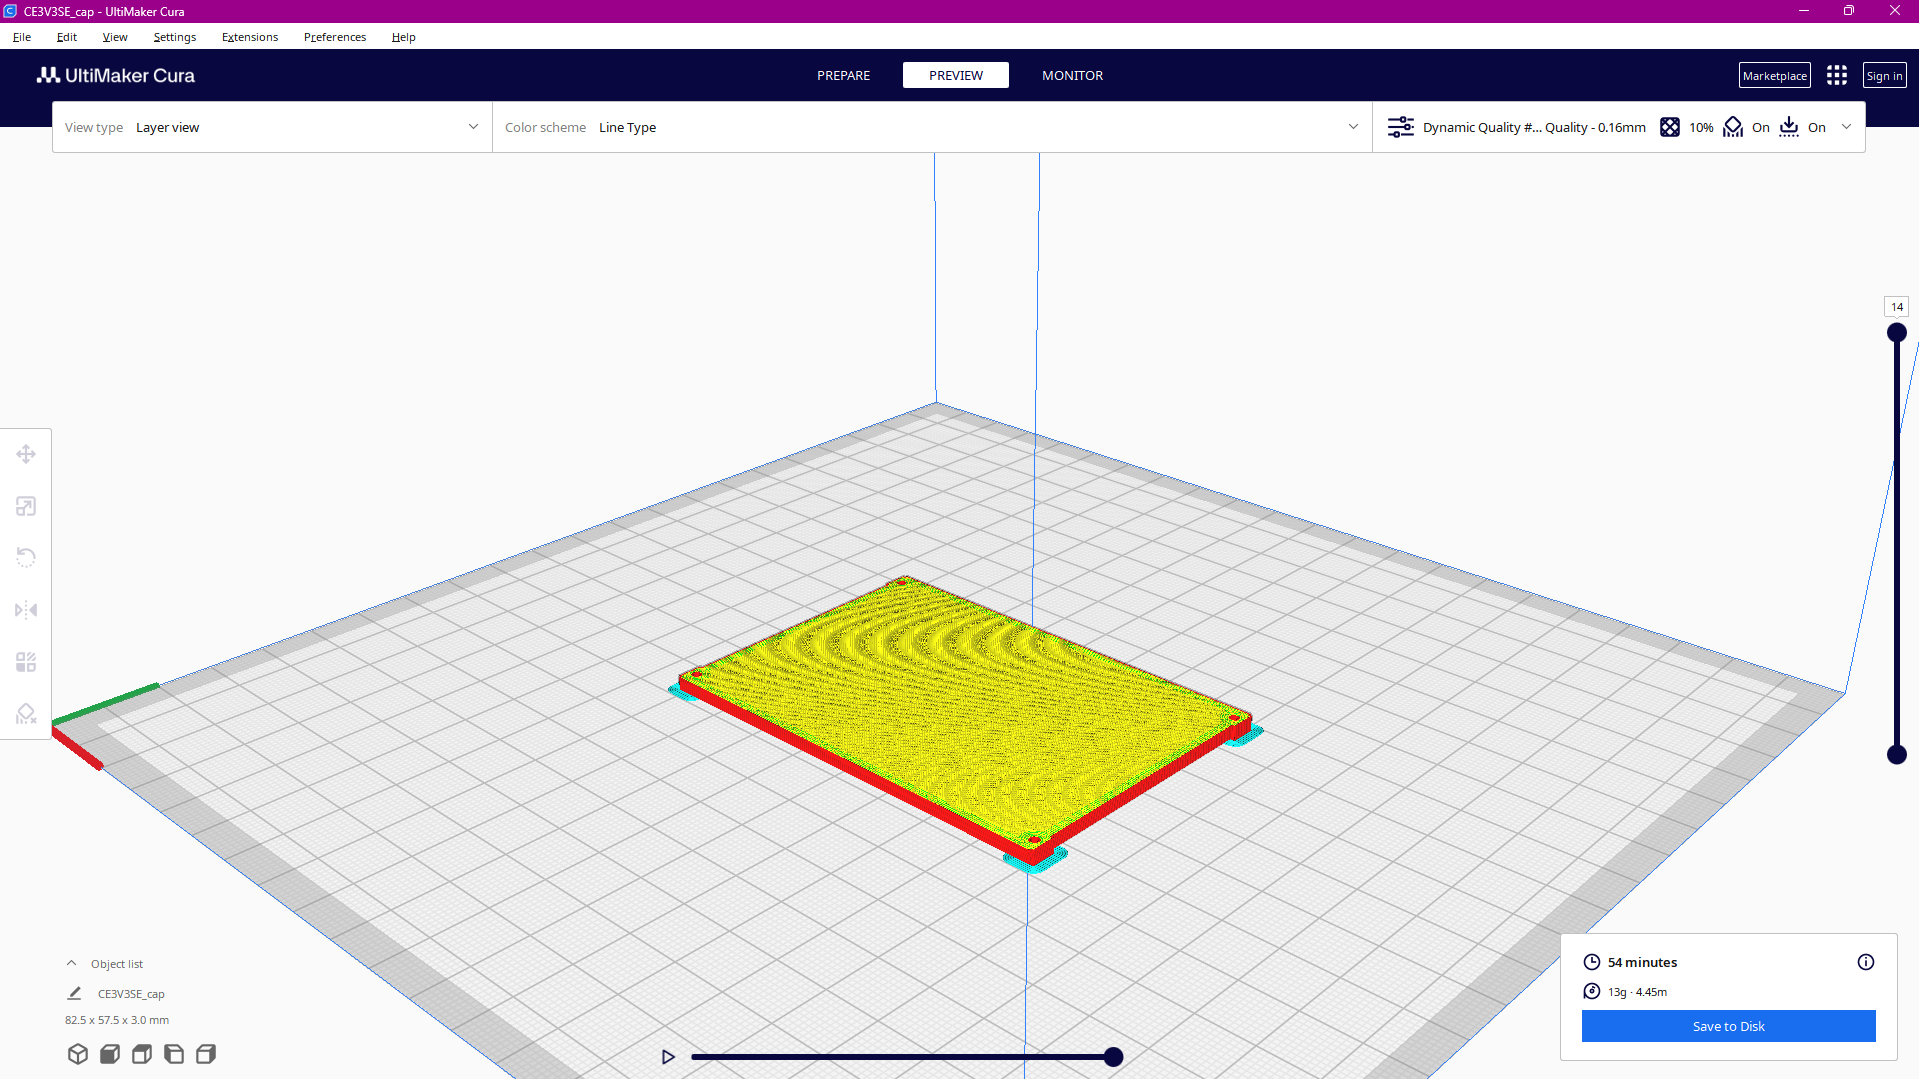 CE3V3SE_cap - UltiMaker Cura
File Edit View Settings Extensions Preferences Help
UltiMaker Cura PREPARE PREVIEW MONITOR Marketplace Sign in
View type Layer view Color scheme Line Type Dynamic Quality #... Quality - 0.16mm 10% On On
14
Object list
CE3V3SE_cap
82.5 x 57.5 x 3.0 mm
54 minutes
13g · 4.45m
Save to Disk